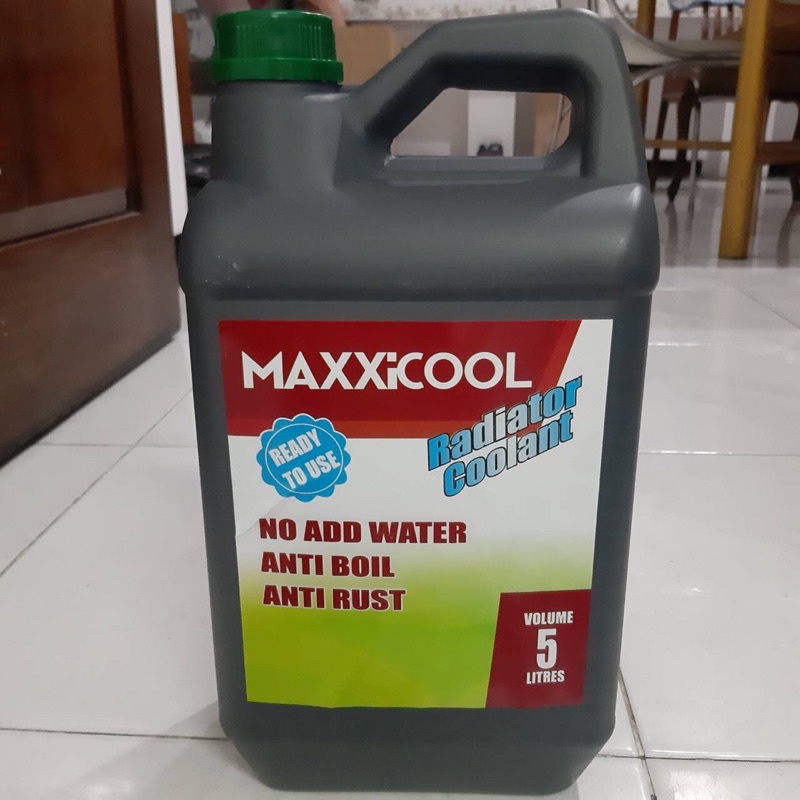 MAXXiCOOL
Radiator
Coolant
READY
TO USE
NO ADD WATER
ANTI BOIL
ANTI RUST
VOLUME
5
LITRES